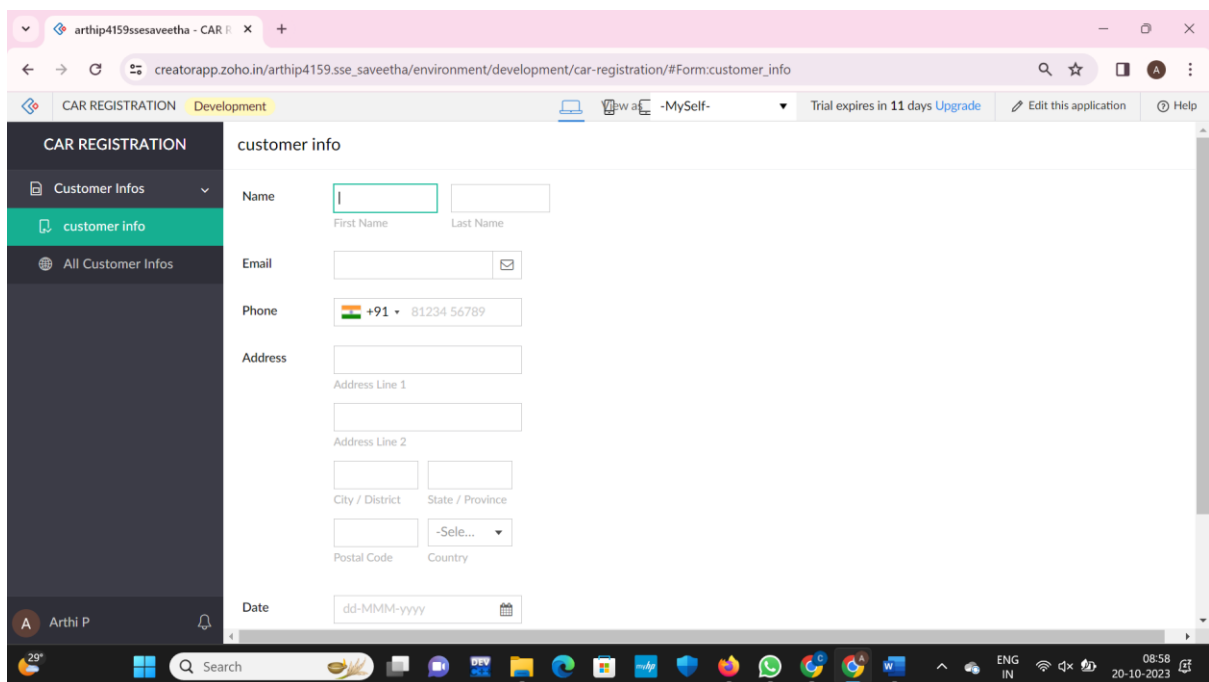 arthip4159ssesaveetha - CAR R
creatorapp.zoho.in/arthip4159.sse_saveetha/environment/development/car-registration/#Form:customer_info
A
CAR REGISTRATION Development View as -MySelf- Trial expires in 11 days Upgrade Edit this application Help
CAR REGISTRATION
customer info
Customer Infos
customer info
All Customer Infos
Name
First Name Last Name
Email
Phone +91 81234 56789
Address
Address Line 1
Address Line 2
City / District State / Province
-Sele...
Postal Code Country
Date dd-MMM-yyyy
A Arthi P
29°
Search
DEV
myhp
C
A
W
ENG
IN
08:58
20-10-2023